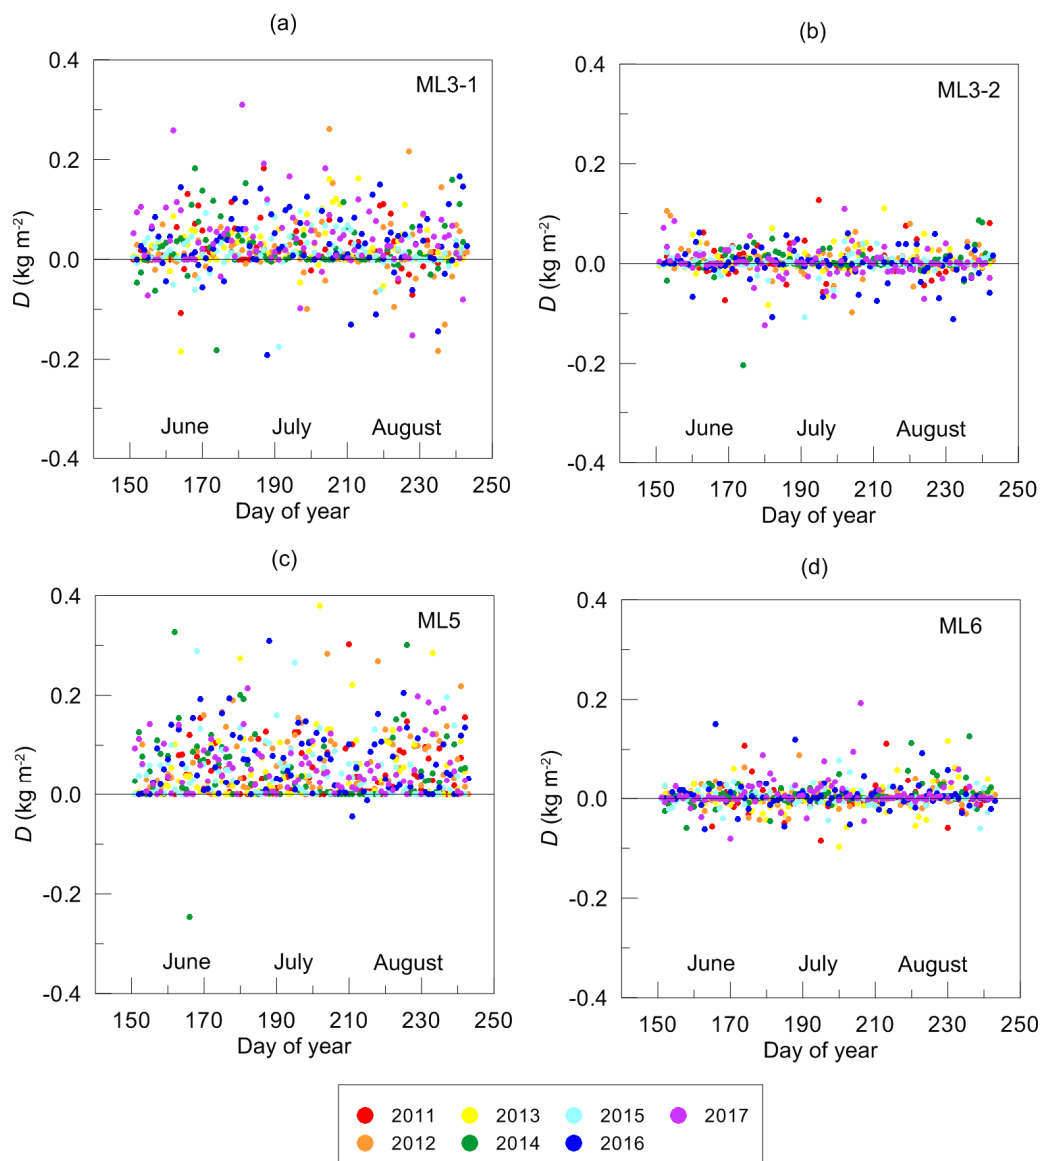 (a)
(b)
ML3-1
ML3-2
D (kg m-2)
0.4
0.2
0.0
-0.2
-0.4
June July August
150 170 190 210 230 250
Day of year
D (kg m-2)
0.4
0.2
0.0
-0.2
-0.4
June July August
150 170 190 210 230 250
Day of year
(c)
(d)
ML5
ML6
D (kg m-2)
0.4
0.2
0.0
-0.2
-0.4
June July August
150 170 190 210 230 250
Day of year
D (kg m-2)
0.4
0.2
0.0
-0.2
-0.4
June July August
150 170 190 210 230 250
Day of year
2011 2013 2015 2017
2012 2014 2016